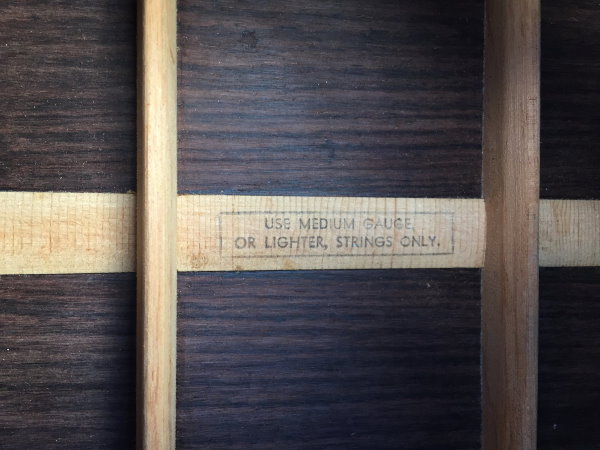 USE MEDIUM GAUGE,
OR LIGHTER, STRINGS ONLY.